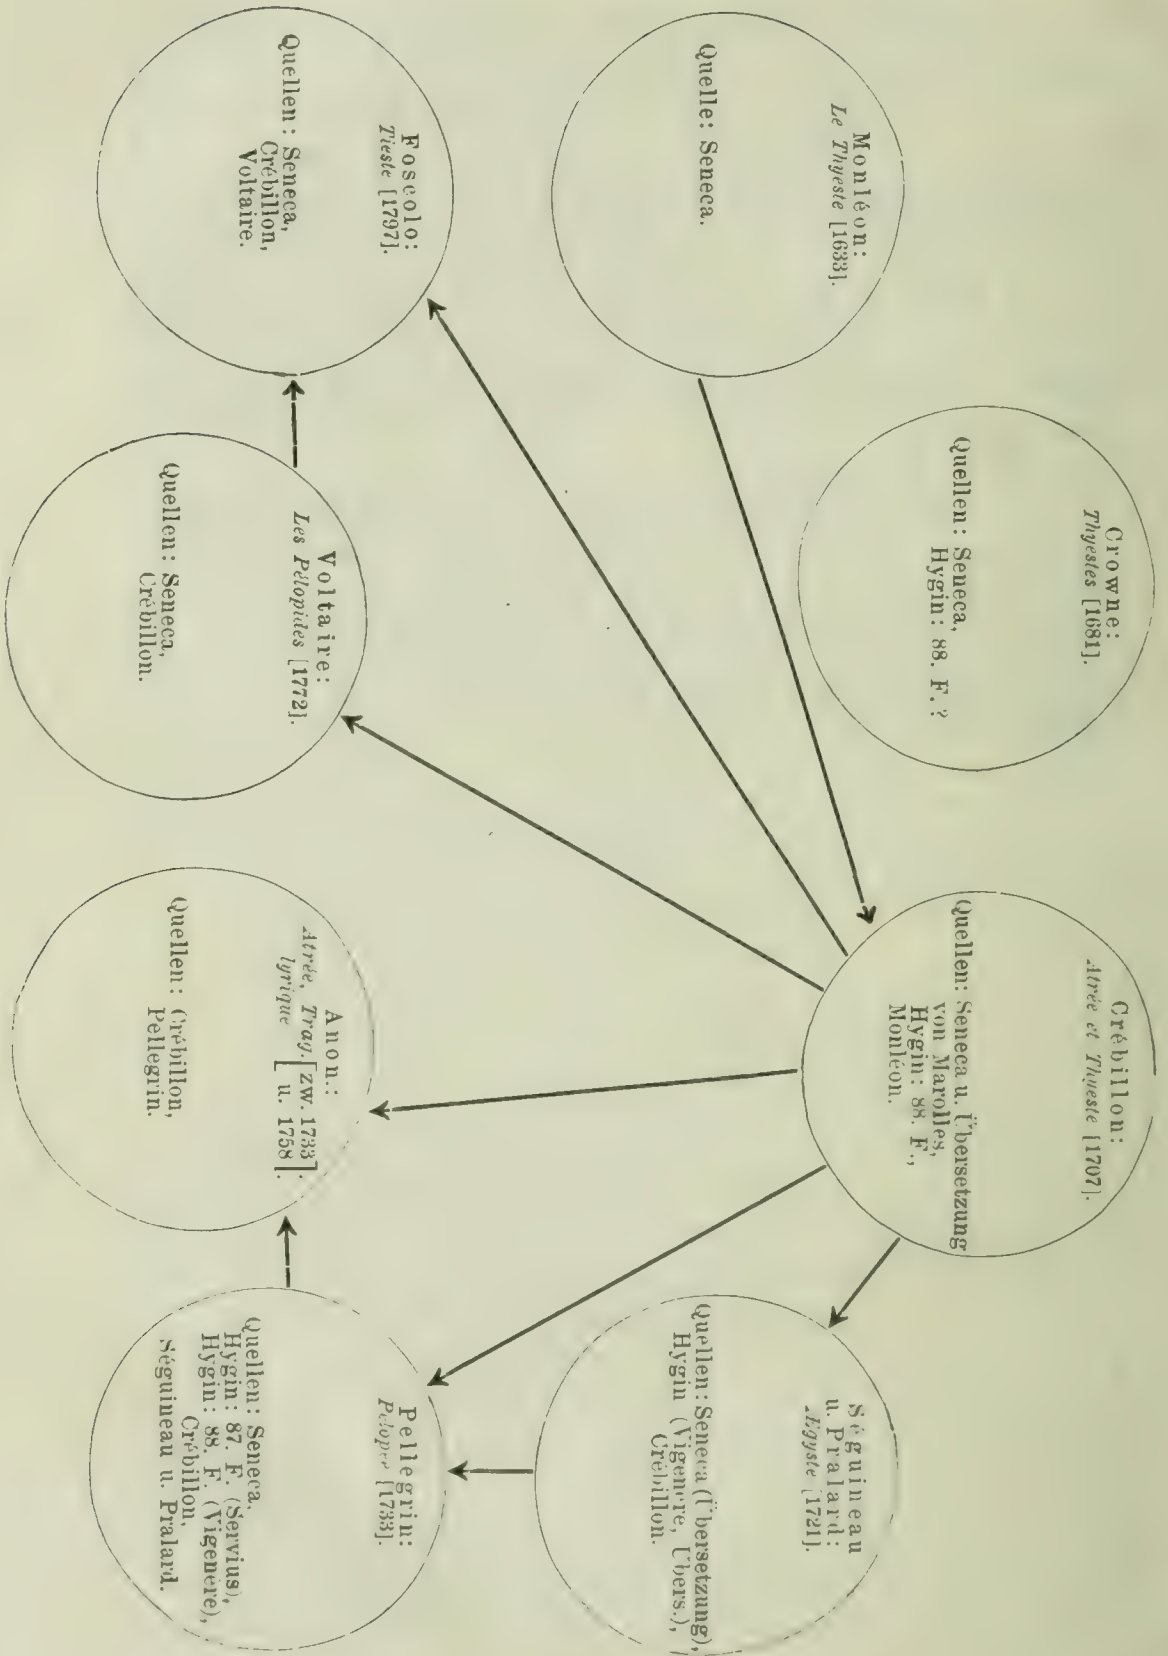 Monléon:
Le Thyeste [1633].
Quelle: Seneca.
Crowne:
Thyestes [1681].
Quellen: Seneca,
Hygin: 88. F. ?
Crébillon:
Atrée et Thyeste [1707].
Quellen: Seneca u. Übersetzung
von Marolles,
Hygin: 88. F.,
Monléon.
Séguineau
u. Pralard:
Ægyste [1721].
Quellen: Seneca (Übersetzung),
Hygin (Vigenère, Übers.),
Crébillon.
Foscolo:
Tieste [1797].
Quellen: Seneca,
Crébillon,
Voltaire.
Voltaire:
Les Pélopides [1772].
Quellen: Seneca,
Crébillon.
Anon.:
Atrée, Trag. [zw. 1733].
lyrique [u. 1758].
Quellen: Crébillon,
Pellegrin.
Pellegrin:
Pelopée [1733].
Quellen: Seneca,
Hygin: 87. F. (Servius),
Hygin: 88. F. (Vigenère),
Crébillon,
Séguineau u. Pralard.